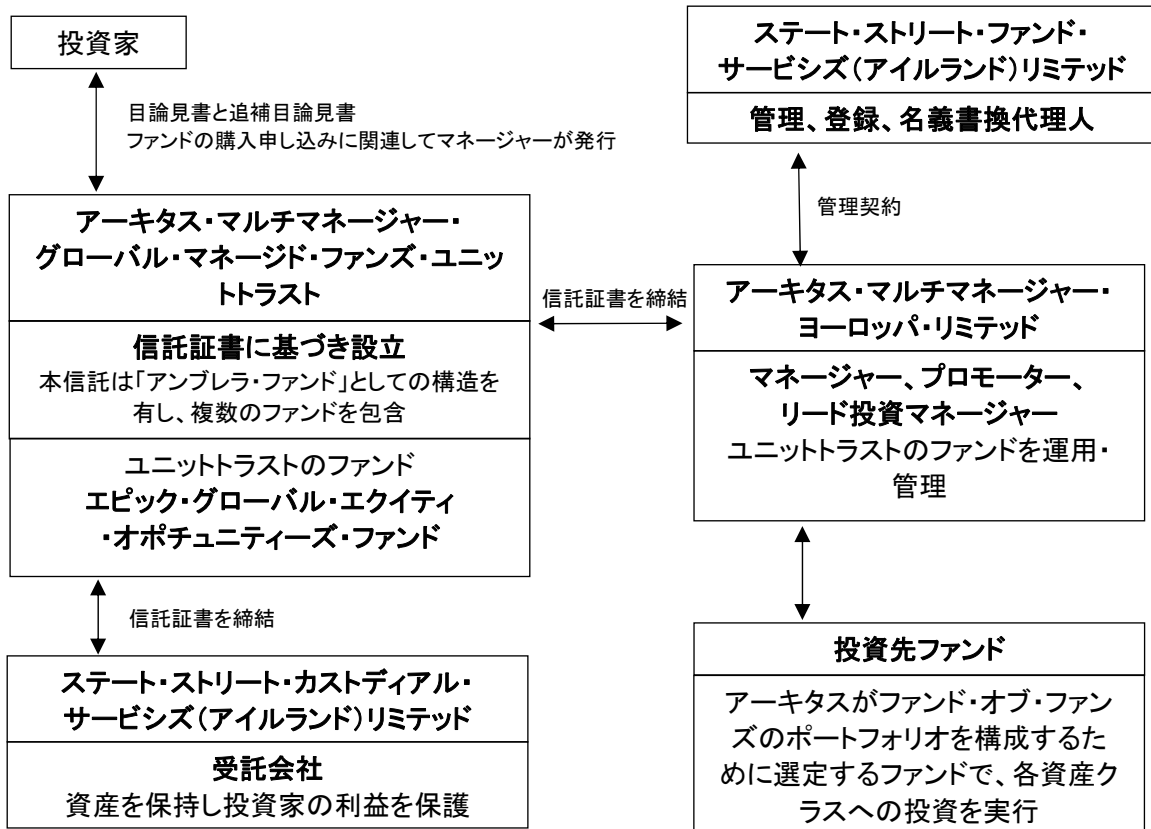 投資家
目論見書と追補目論見書
ファンドの購入申し込みに関連してマネージャーが発行
アーキタス・マルチマネージャー・
グローバル・マネージド・ファンズ・ユニッ
トトラスト
信託証書に基づき設立
本信託は「アンブレラ・ファンド」としての構造を
有し、複数のファンドを包含
ユニットトラストのファンド
エピック・グローバル・エクイティ
・オポチュニティーズ・ファンド
信託証書を締結
ステート・ストリート・カストディアル・
サービシズ（アイルランド）リミテッド
受託会社
資産を保持し投資家の利益を保護
信託証書を締結
ステート・ストリート・ファンド・
サービシズ（アイルランド）リミテッド
管理、登録、名義書換代理人
管理契約
アーキタス・マルチマネージャー・
ヨーロッパ・リミテッド
マネージャー、プロモーター、
リード投資マネージャー
ユニットトラストのファンドを運用・
管理
投資先ファンド
アーキタスがファンド・オブ・ファン
ズのポートフォリオを構成するた
めに選定するファンドで、各資産ク
ラスへの投資を実行